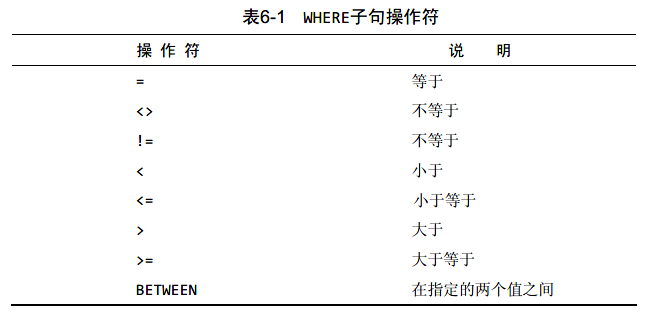 表6-1 WHERE子句操作符
操 作 符 说 明
= 等于
<> 不等于
!= 不等于
< 小于
<= 小于等于
> 大于
>= 大于等于
BETWEEN 在指定的两个值之间